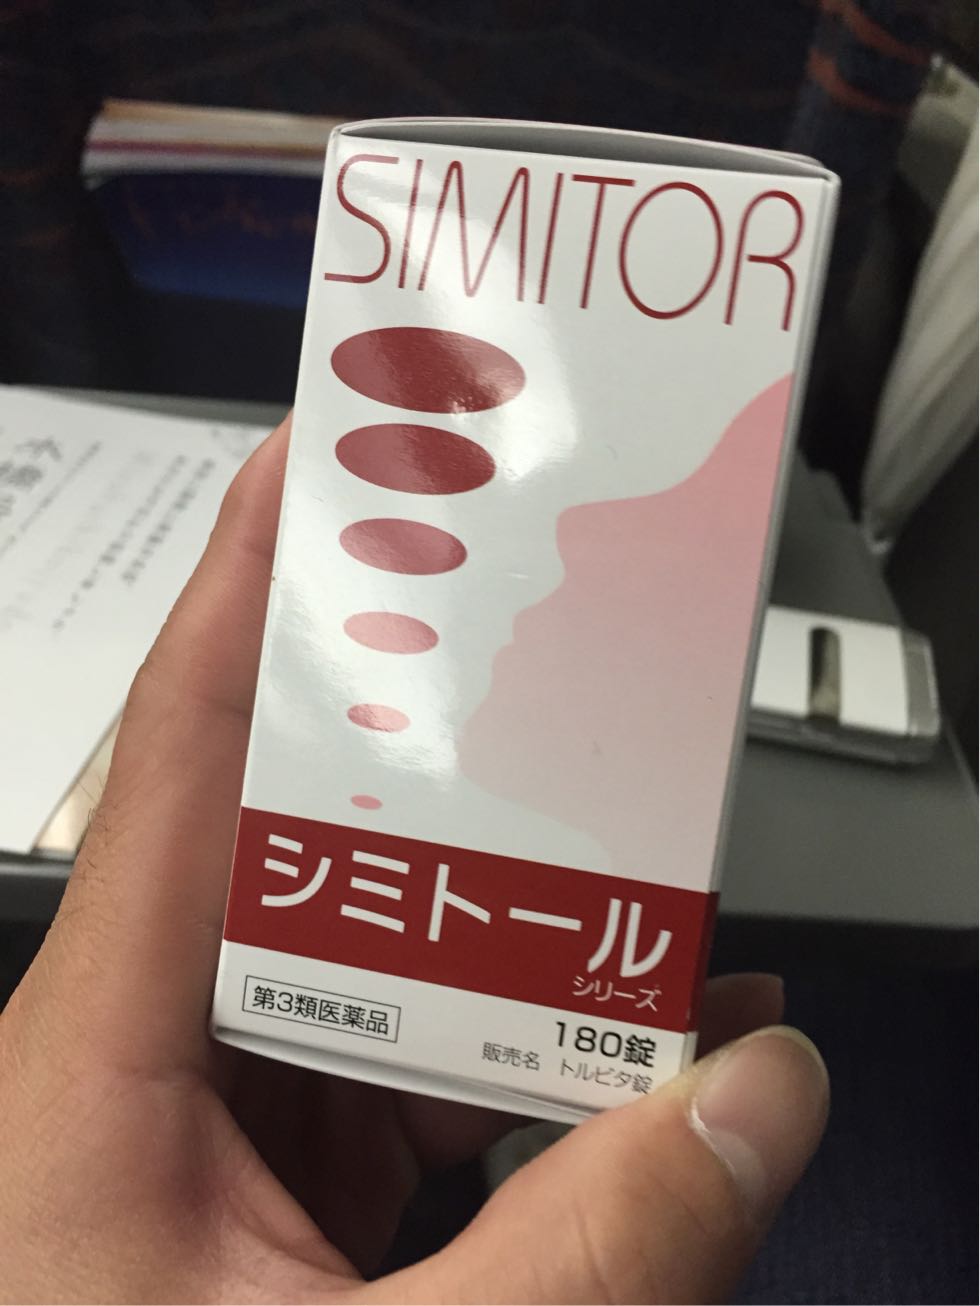 SIMITOR
シミトール
シリーズ
第3類医薬品
180錠
販売名 トルビタ錠